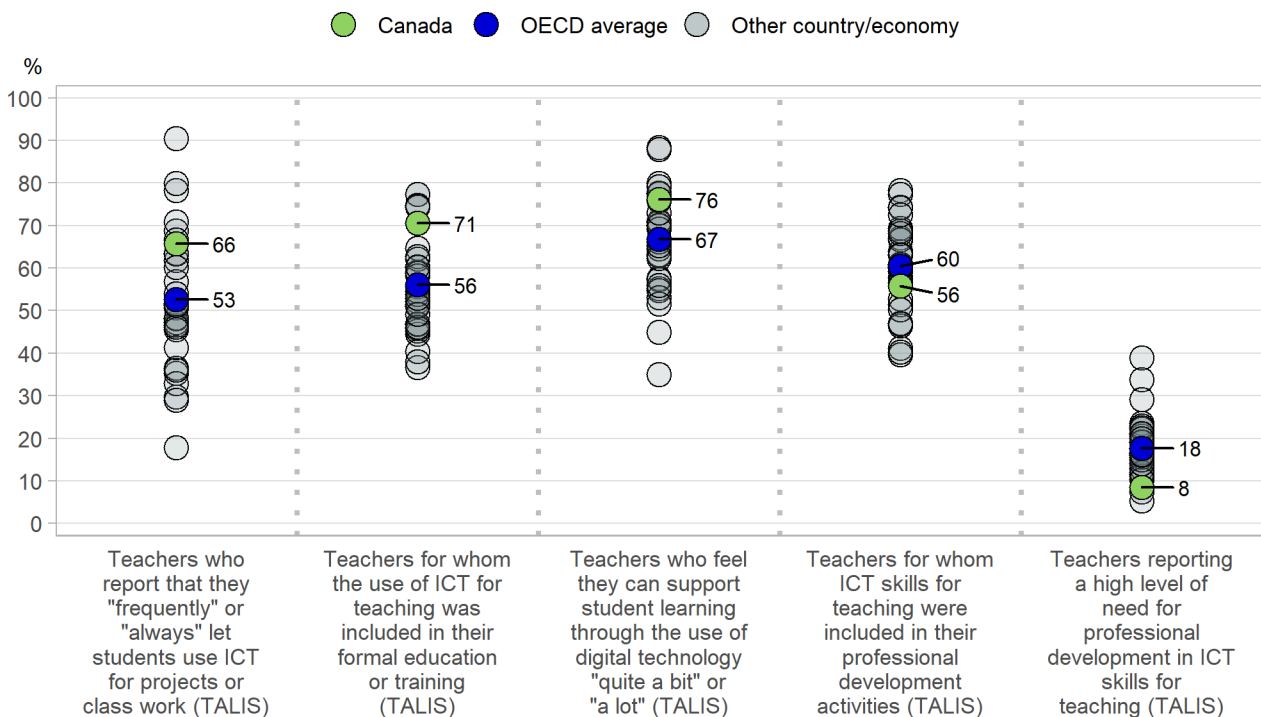 Canada OECD average Other country/economy
%
100
90
80
70
60
50
40
30
20
10
0
66
53
71
56
76
67
60
56
18
8
Teachers who
report that they
"frequently" or
"always" let
students use ICT
for projects or
class work (TALIS)
Teachers for whom
the use of ICT for
teaching was
included in their
formal education
or training
(TALIS)
Teachers who feel
they can support
student learning
through the use of
digital technology
"quite a bit" or
"a lot" (TALIS)
Teachers for whom
ICT skills for
teaching were
included in their
professional
development
activities (TALIS)
Teachers reporting
a high level of
need for
professional
development in ICT
skills for
teaching (TALIS)